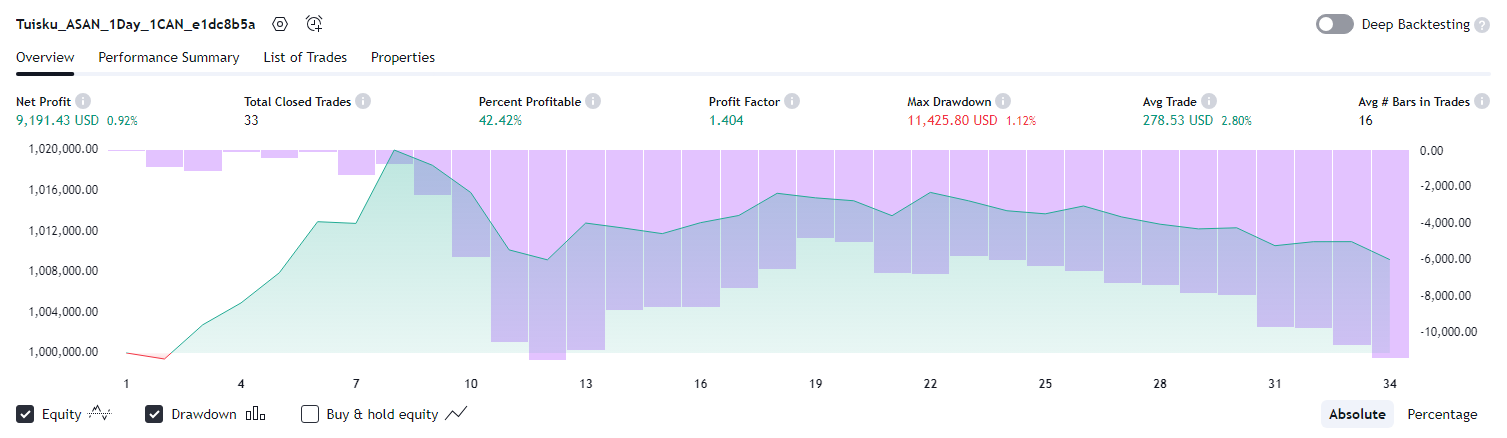 Tuisku_ASAN_1Day_1CAN_e1dc8b5a
Deep Backtesting ?
Overview Performance Summary List of Trades Properties
Net Profit i Total Closed Trades i Percent Profitable i Profit Factor i Max Drawdown i Avg Trade i Avg # Bars in Trades i
9,191.43 USD 0.92% 33 42.42% 1.404 11,425.80 USD 1.12% 278.53 USD 2.80% 16
1,020,000.00 0.00
1,016,000.00 -2,000.00
1,012,000.00 -4,000.00
1,008,000.00 -6,000.00
1,004,000.00 -8,000.00
1,000,000.00 -10,000.00
1 4 7 10 13 16 19 22 25 28 31 34
Equity Drawdown Buy & hold equity Absolute Percentage